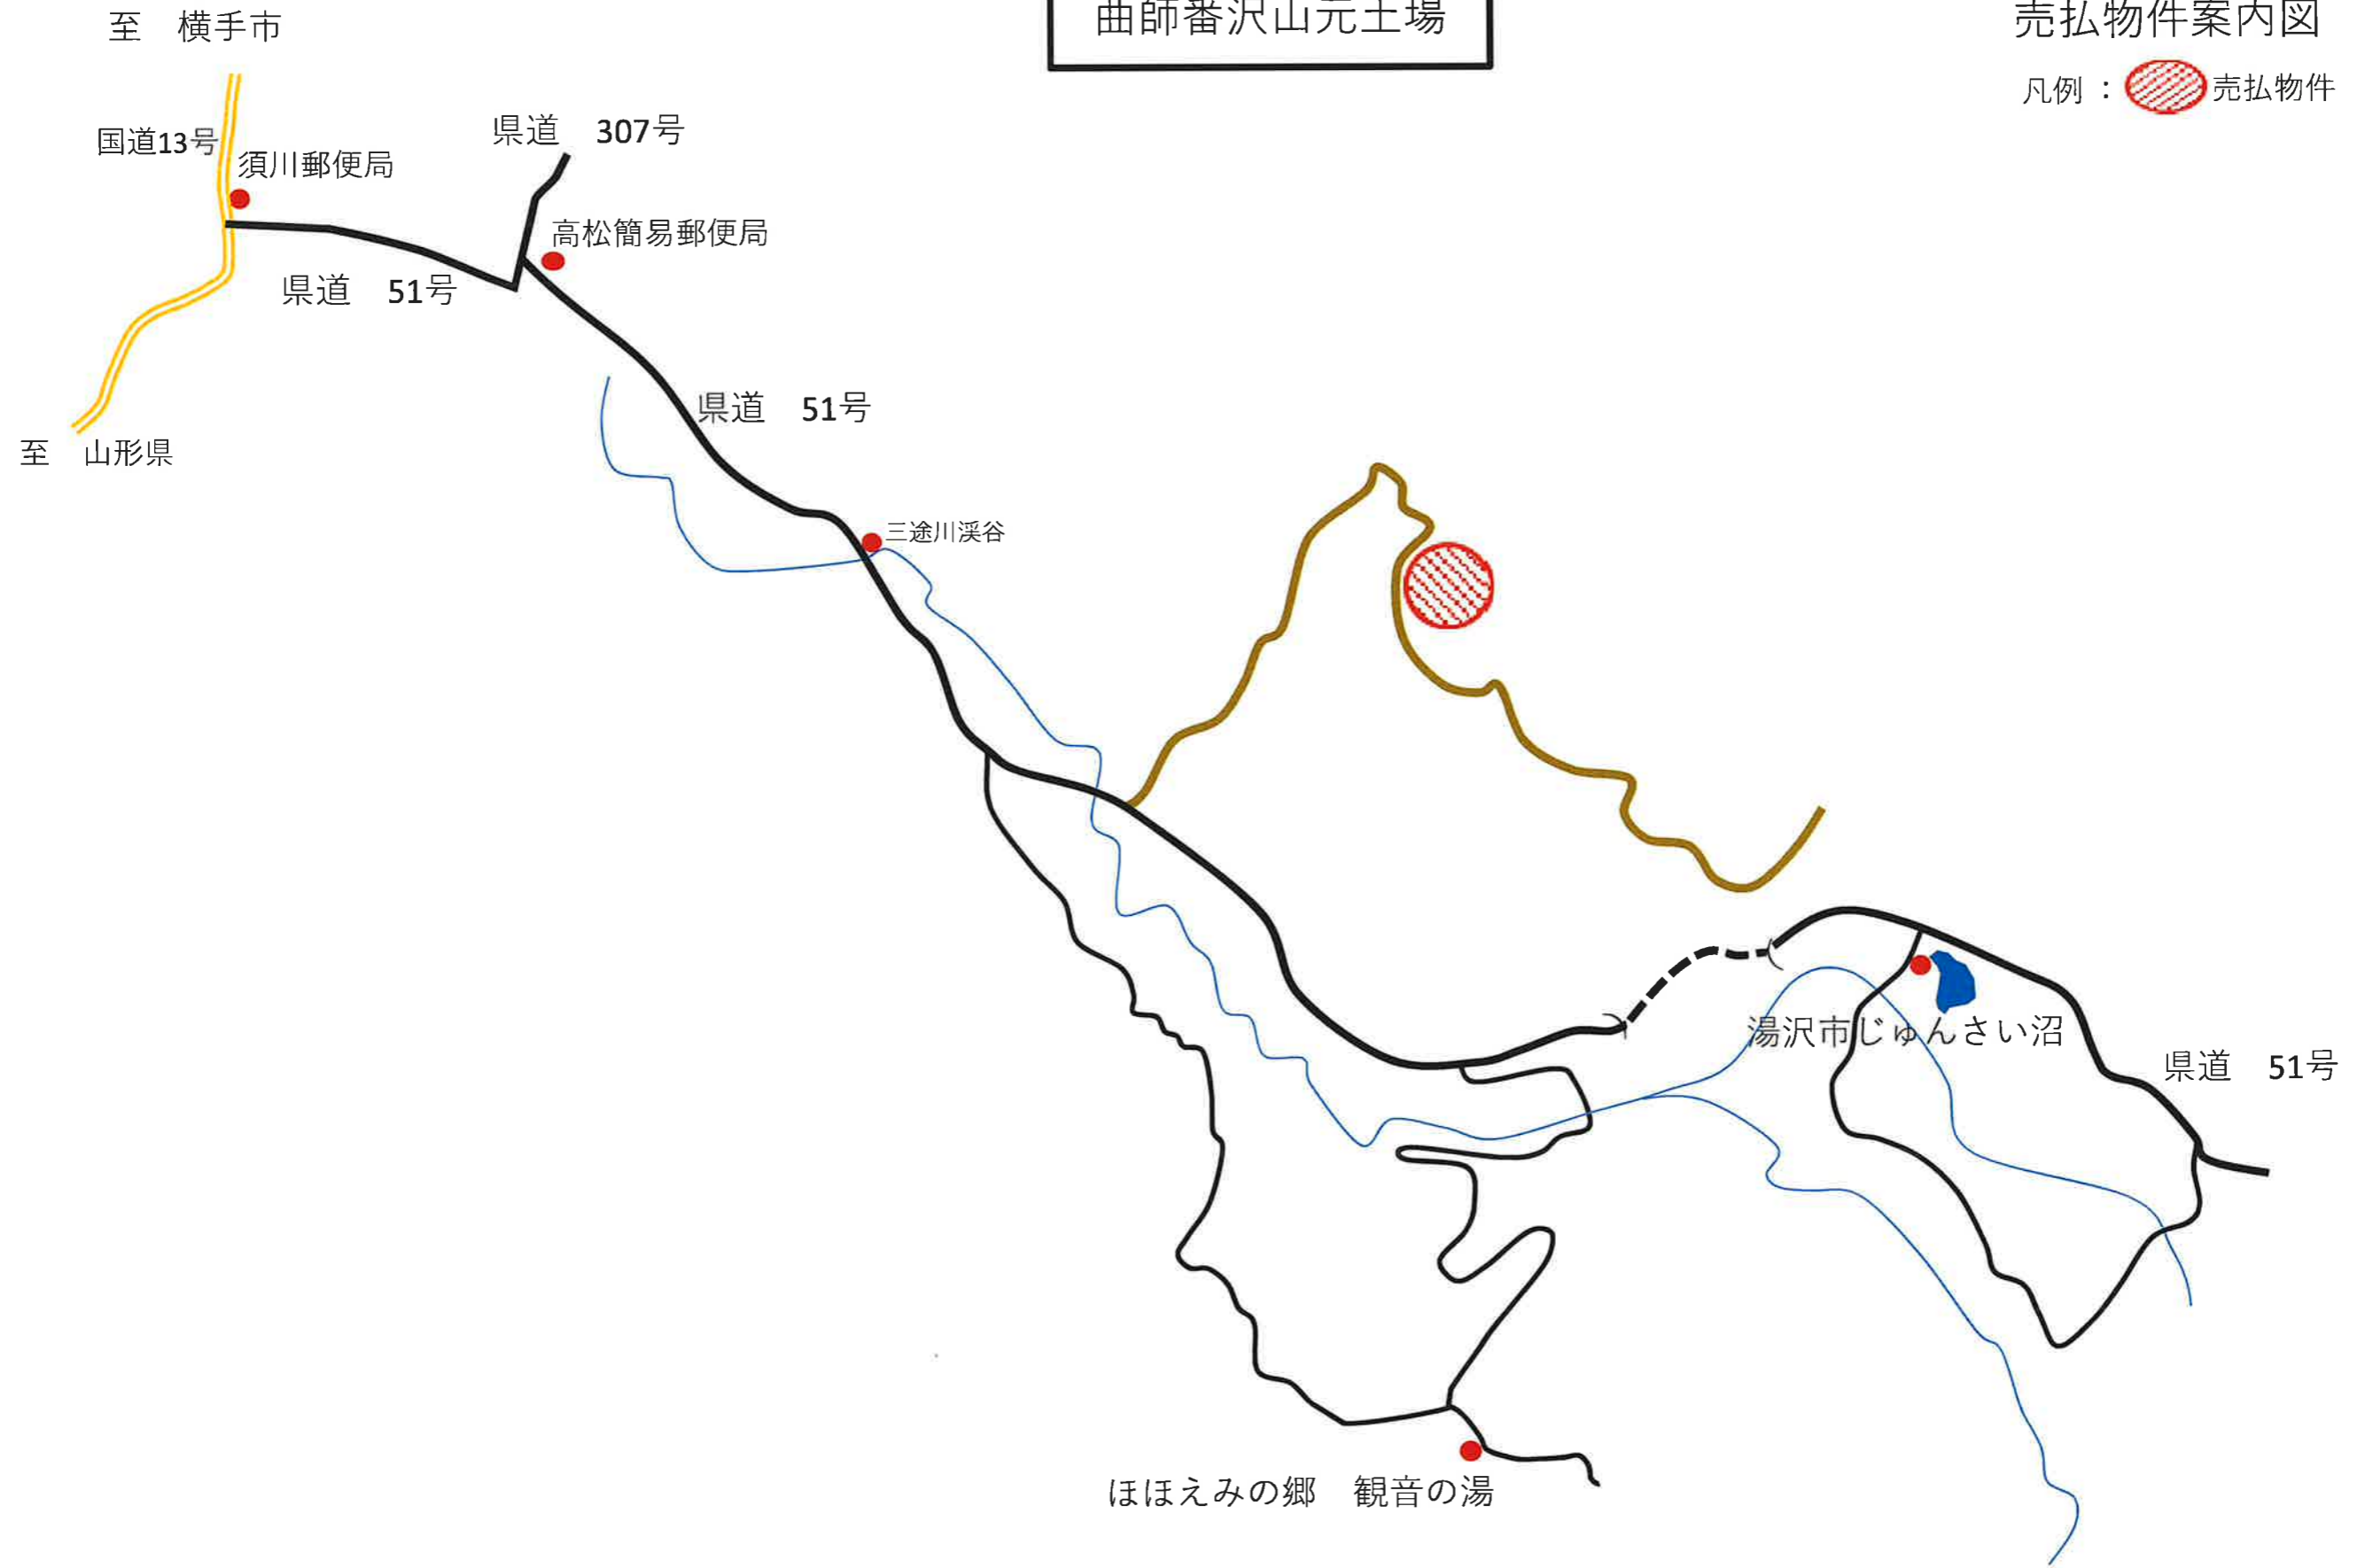 曲師番沢山元土場
売払物件案内図
凡例 : 売払物件
至　横手市
国道13号
須川郵便局
県道　307号
高松簡易郵便局
県道　51号
県道　51号
至　山形県
三途川渓谷
湯沢市じゅんさい沼
県道　51号
ほほえみの郷　観音の湯